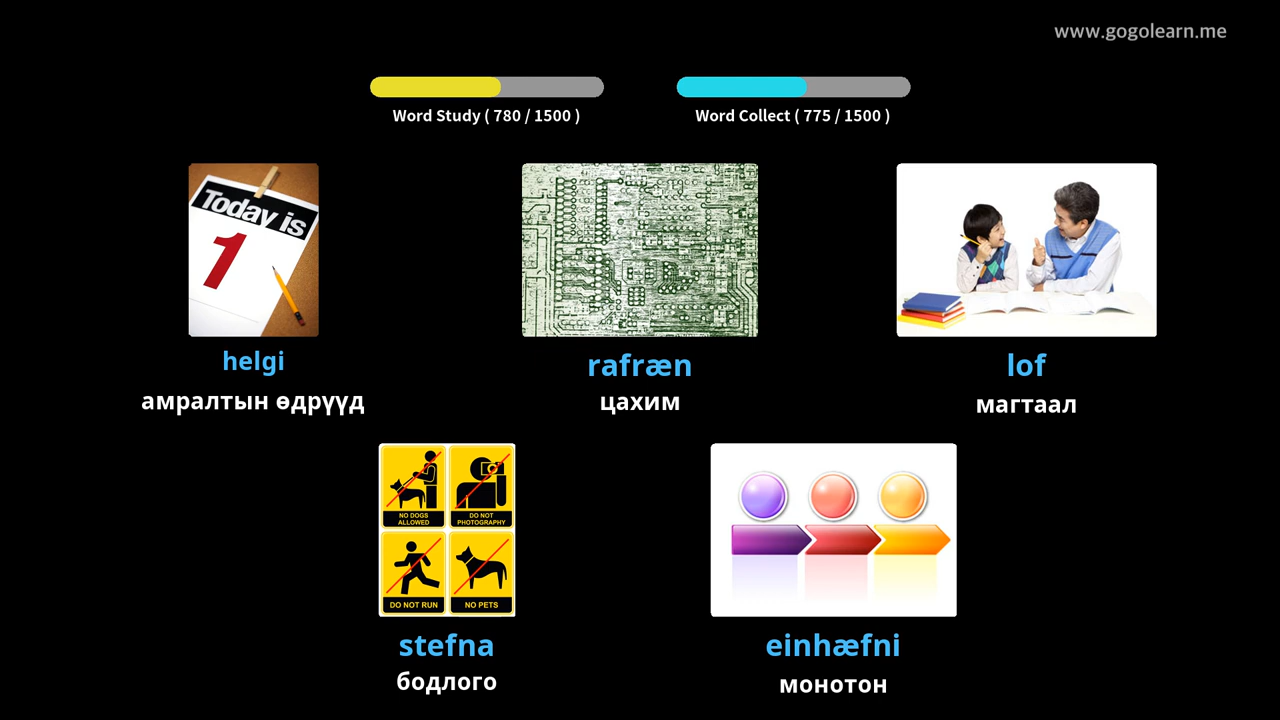 www.gogolearn.me
Word Study ( 780 / 1500 )
Word Collect ( 775 / 1500 )
Today is
1
helgi
амралтын өдрүүд
rafræn
цахим
lof
магтаал
NO DOGS
ALLOWED
DO NOT
PHOTOGRAPHY
DO NOT RUN
NO PETS
stefna
бодлого
einhæfni
монотон